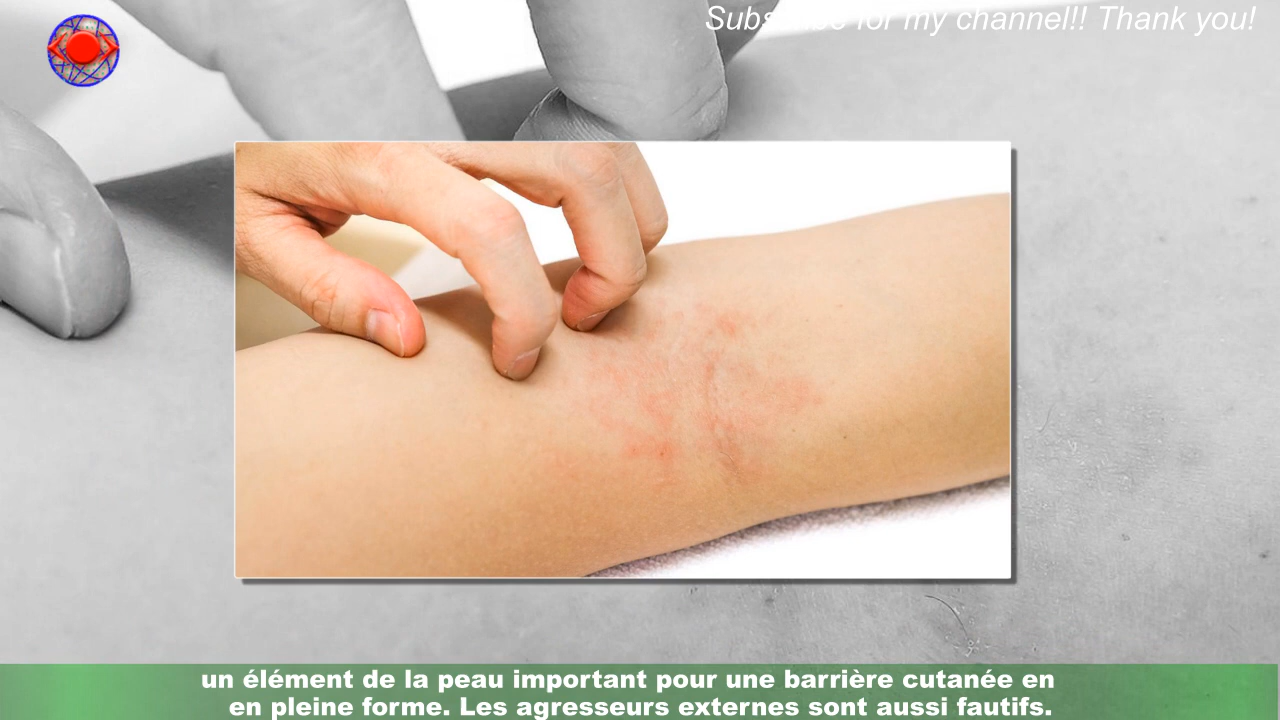 for my channel!! Thank you!
un élément de la peau important pour une barrière cutanée en
en pleine forme. Les agresseurs externes sont aussi fautifs.